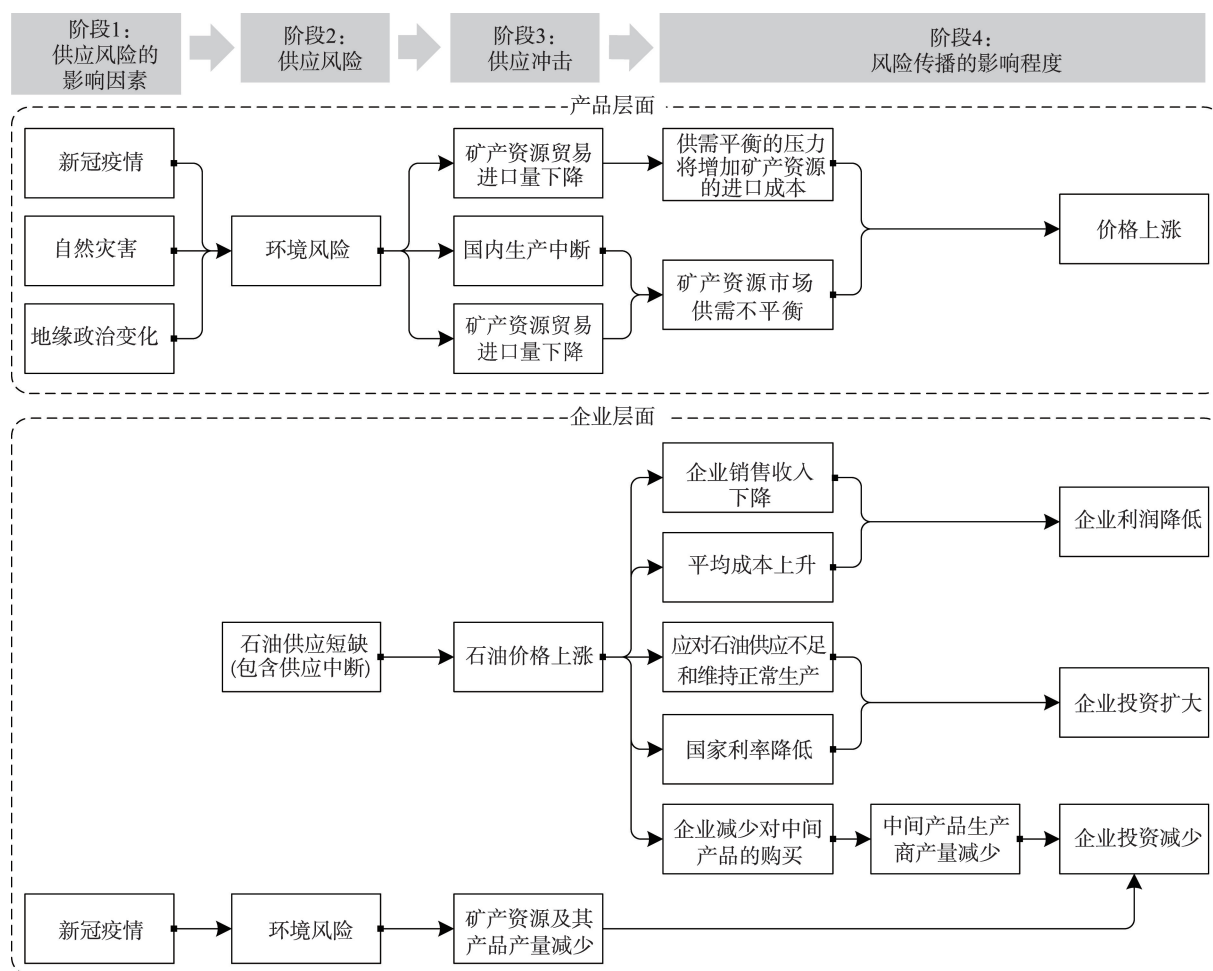 阶段1：
供应风险的
影响因素
阶段2：
供应风险
阶段3：
供应冲击
阶段4：
风险传播的影响程度
产品层面
新冠疫情
自然灾害
地缘政治变化
环境风险
矿产资源贸易
进口量下降
国内生产中断
矿产资源贸易
进口量下降
供需平衡的压力
将增加矿产资源
的进口成本
矿产资源市场
供需不平衡
价格上涨
企业层面
石油供应短缺
(包含供应中断)
石油价格上涨
企业销售收入
下降
平均成本上升
应对石油供应不足
和维持正常生产
国家利率降低
企业减少对中间
产品的购买
中间产品生产
商产量减少
企业利润降低
企业投资扩大
企业投资减少
新冠疫情
环境风险
矿产资源及其
产品产量减少